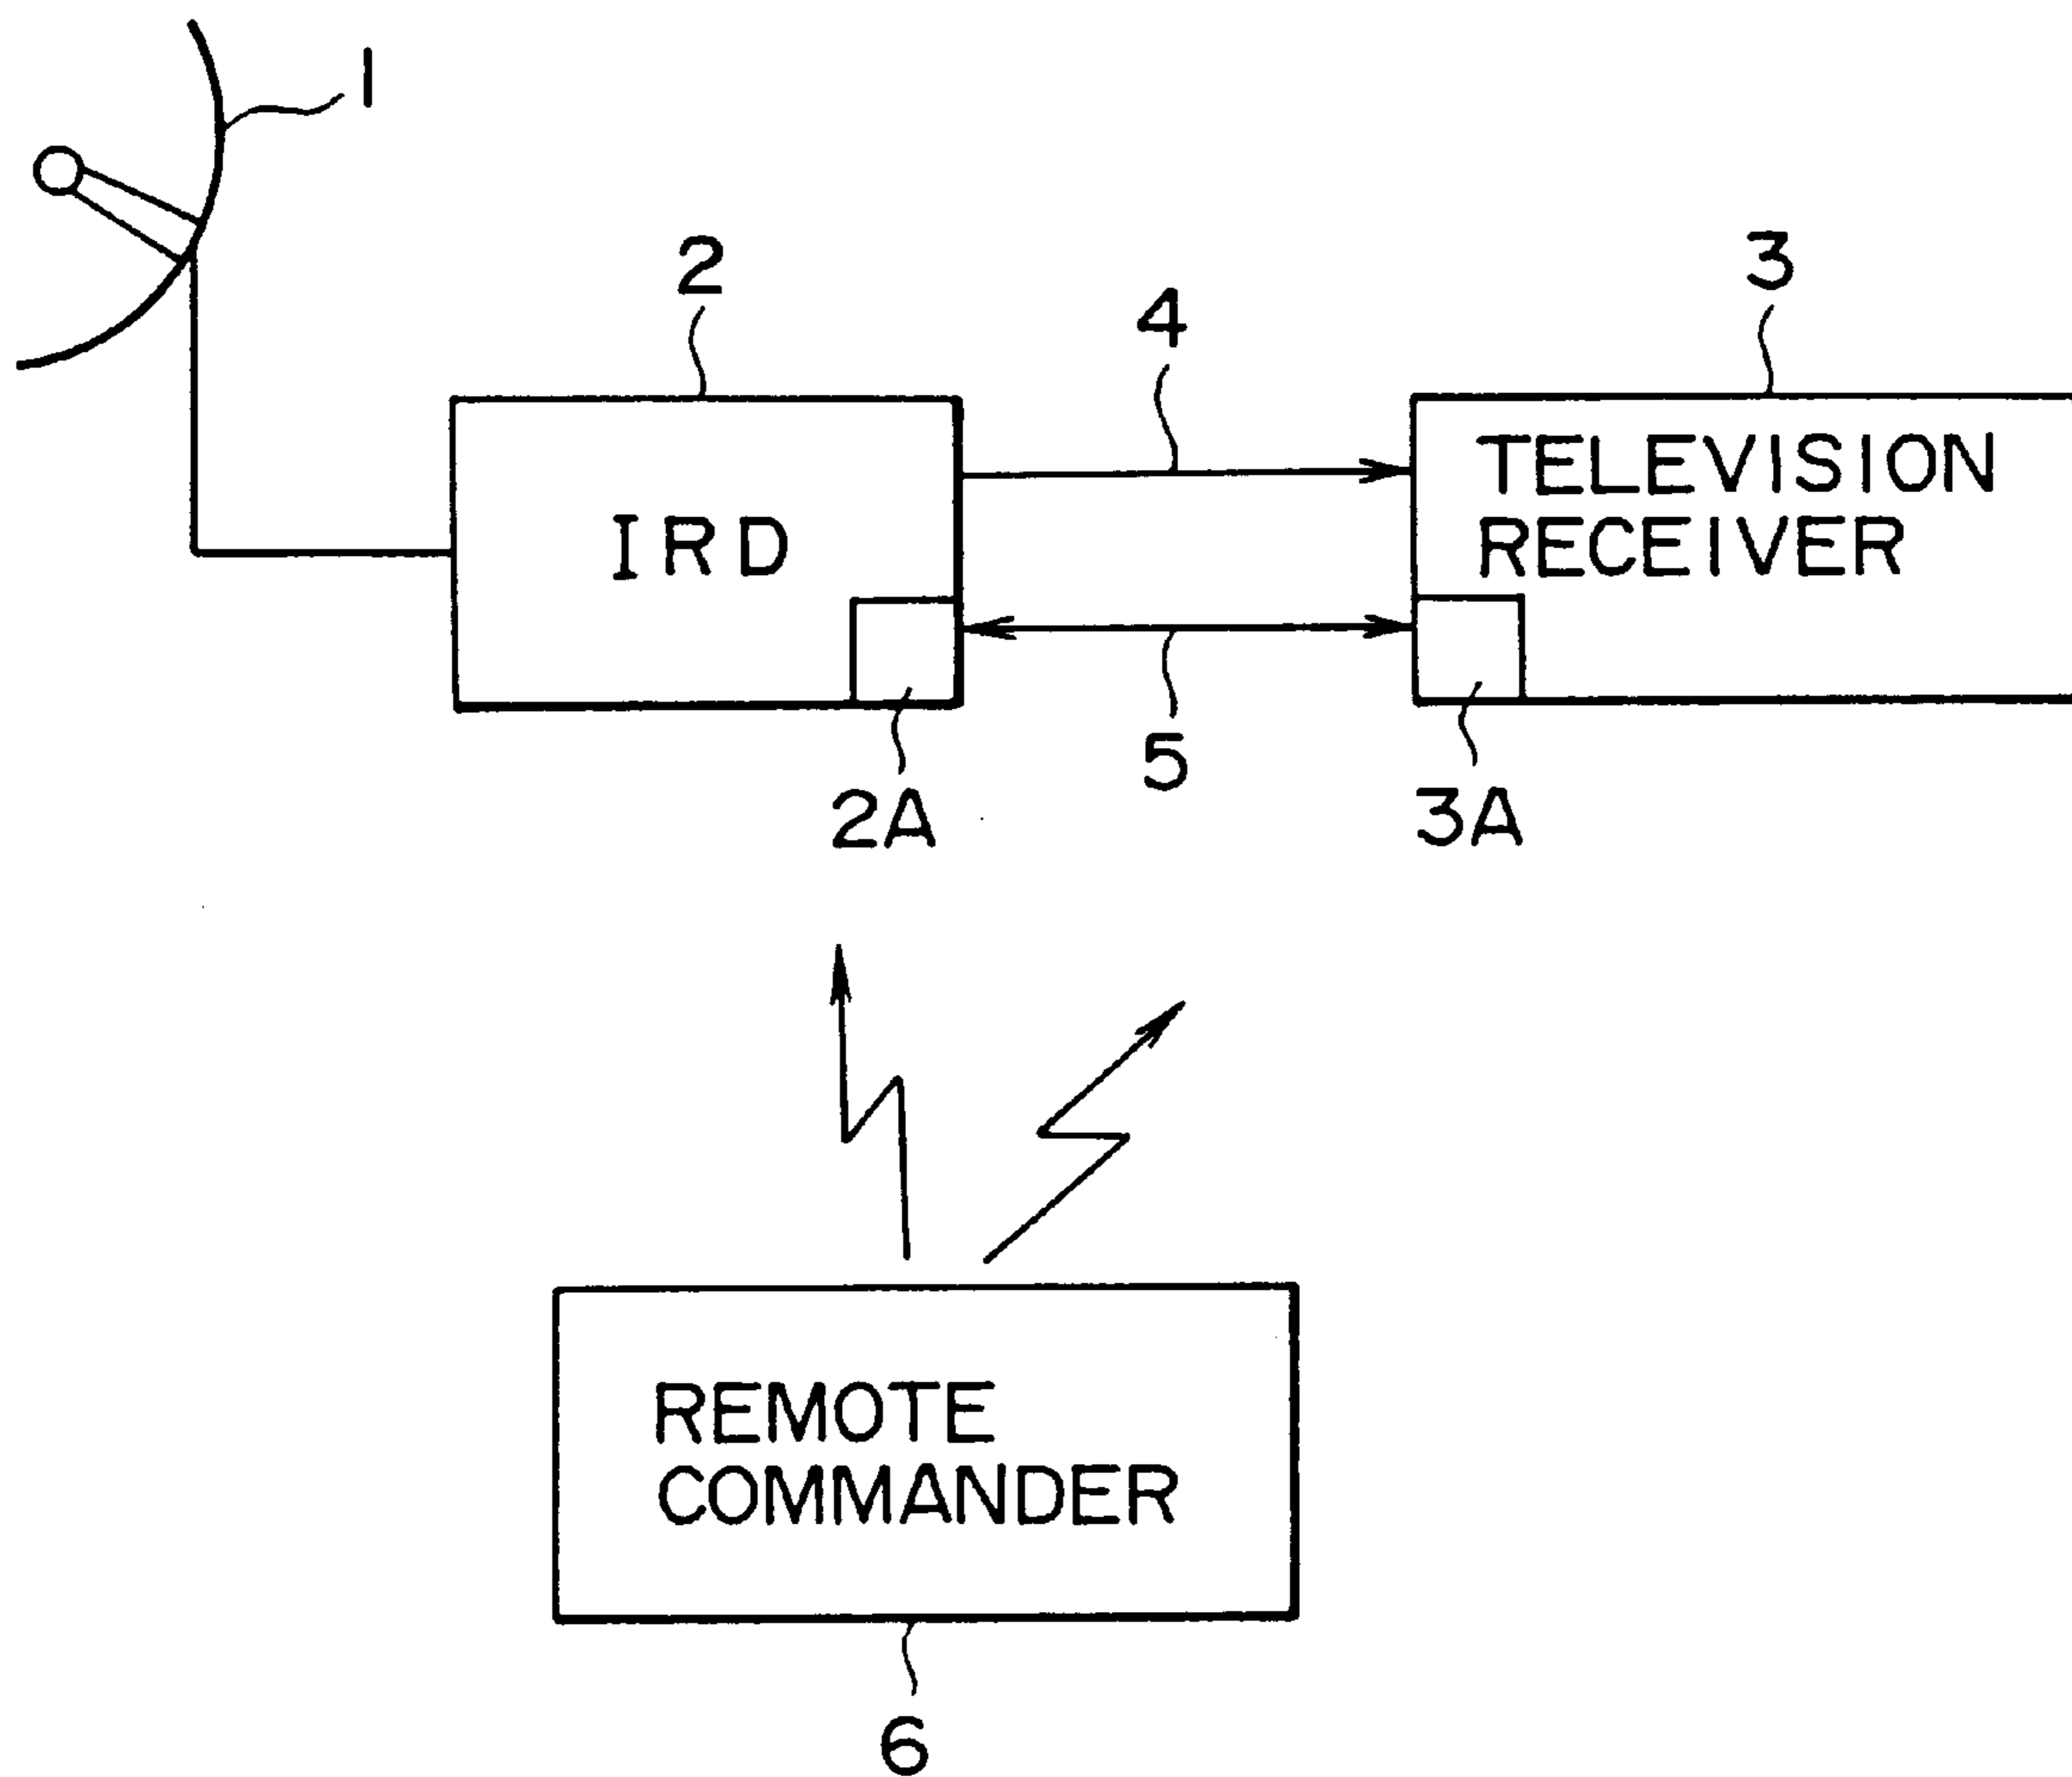 1
2
3
4
IRD
TELEVISION
RECEIVER
5
2A
3A
REMOTE
COMMANDER
6